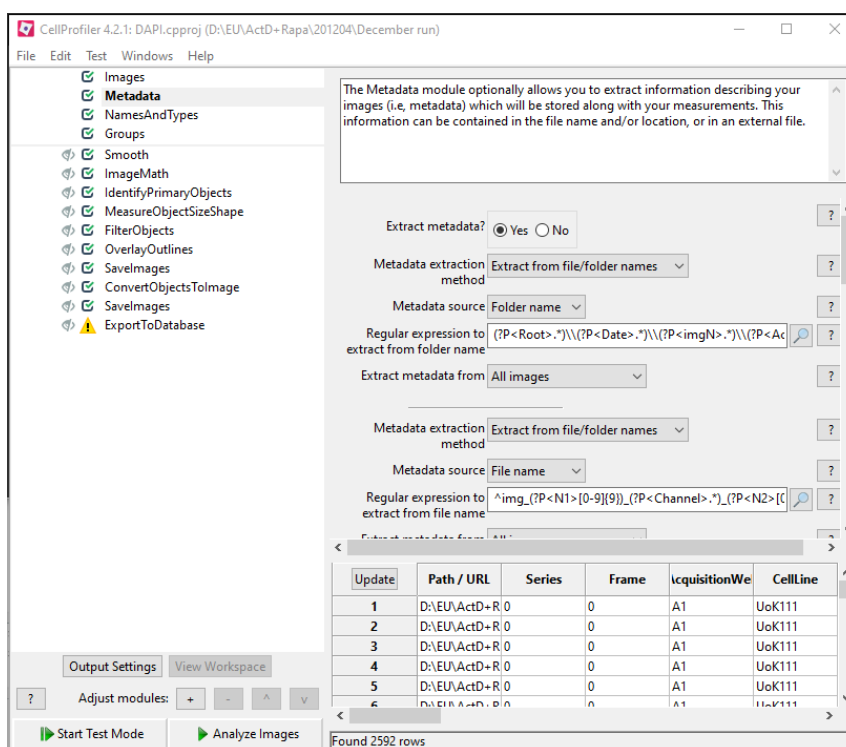 CellProfiler 4.2.1: DAPI.cpproj (D:\EU\ActD+Rapa\201204\December run)
File Edit Test Windows Help
Images
Metadata
NamesAndTypes
Groups
Smooth
ImageMath
IdentifyPrimaryObjects
MeasureObjectSizeShape
FilterObjects
OverlayOutlines
SaveImages
ConvertObjectsToImage
SaveImages
ExportToDatabase
Output Settings View Workspace
? Adjust modules: + - ^ v
Start Test Mode Analyze Images
The Metadata module optionally allows you to extract information describing your
images (i.e, metadata) which will be stored along with your measurements. This
information can be contained in the file name and/or location, or in an external file.
Extract metadata? Yes No ?
Metadata extraction method Extract from file/folder names ?
Metadata source Folder name ?
Regular expression to extract from folder name (?P<Root>.*)\\(?P<Date>.*)\\(?P<imgN>.*)\\(?P<Ac ?
Extract metadata from All images ?
Metadata extraction method Extract from file/folder names ?
Metadata source File name ?
Regular expression to extract from file name ^img_(?P<N1>[0-9]{9})_(?P<Channel>.*)_(?P<N2>[0 ?
Update Path / URL Series Frame AcquisitionWe CellLine
1 D:\EU\ActD+R 0 0 A1 UoK111
2 D:\EU\ActD+R 0 0 A1 UoK111
3 D:\EU\ActD+R 0 0 A1 UoK111
4 D:\EU\ActD+R 0 0 A1 UoK111
5 D:\EU\ActD+R 0 0 A1 UoK111
6 D:\EU\ActD+R 0 0 A1 UoK111
Found 2592 rows